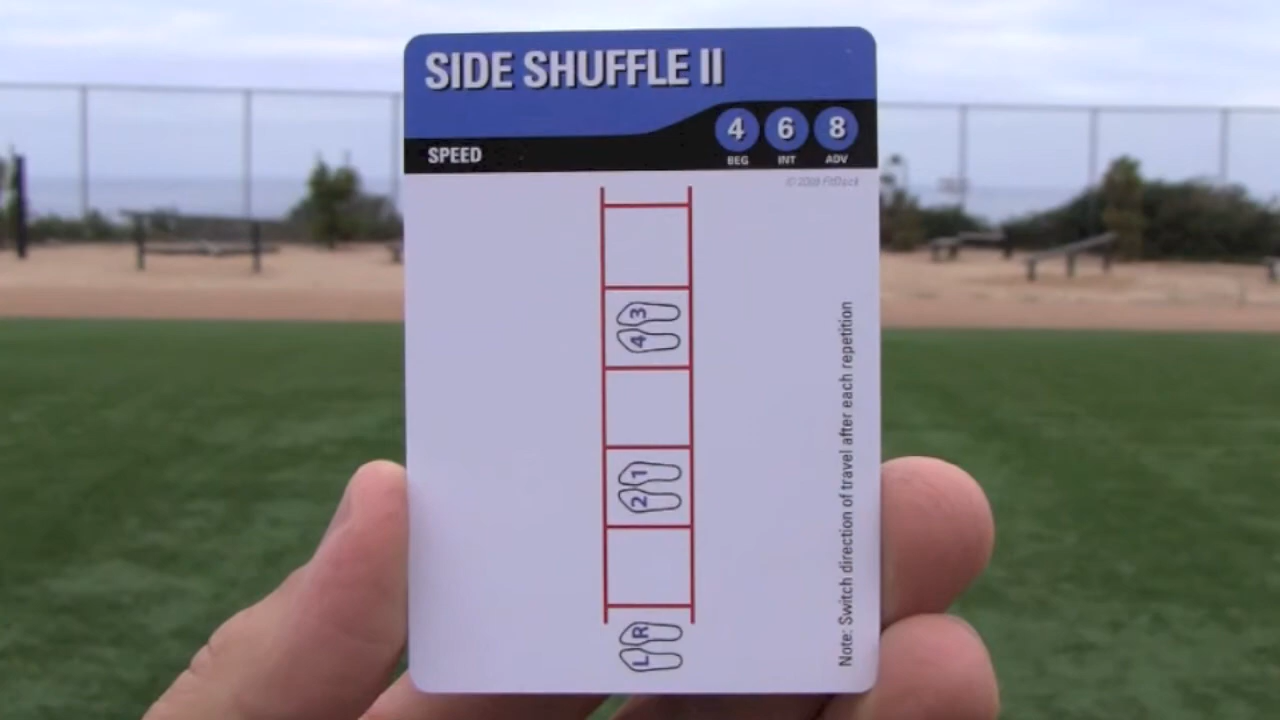 SIDE SHUFFLE II
4 6 8
SPEED BEG INT ADV
© 2009 FitDeck
3
4
1
2
R
L
Note: Switch direction of travel after each repetition